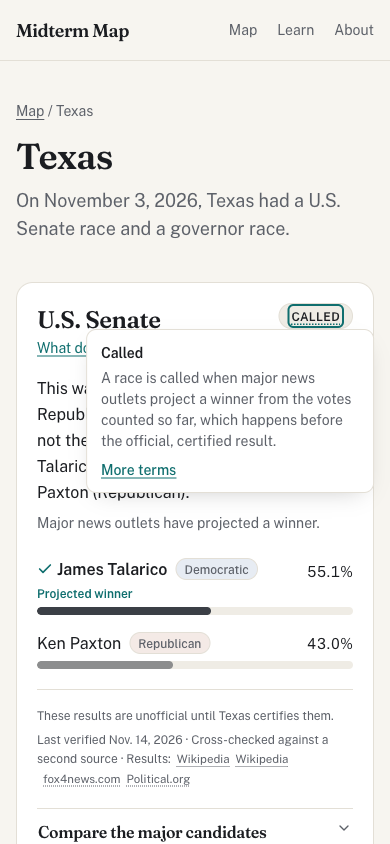 Midterm Map Map Learn About
Map / Texas
Texas
On November 3, 2026, Texas had a U.S.
Senate race and a governor race.
U.S. Senate CALLED
What do
Called
A race is called when major news
outlets project a winner from the votes
counted so far, which happens before
the official, certified result.
More terms
This wa
Repub
not the
Talaric
Paxton (Republican).
Major news outlets have projected a winner.
James Talarico Democratic 55.1%
Projected winner
Ken Paxton Republican 43.0%
These results are unofficial until Texas certifies them.
Last verified Nov. 14, 2026 · Cross-checked against a
second source · Results: Wikipedia Wikipedia
fox4news.com Political.org
Compare the major candidates